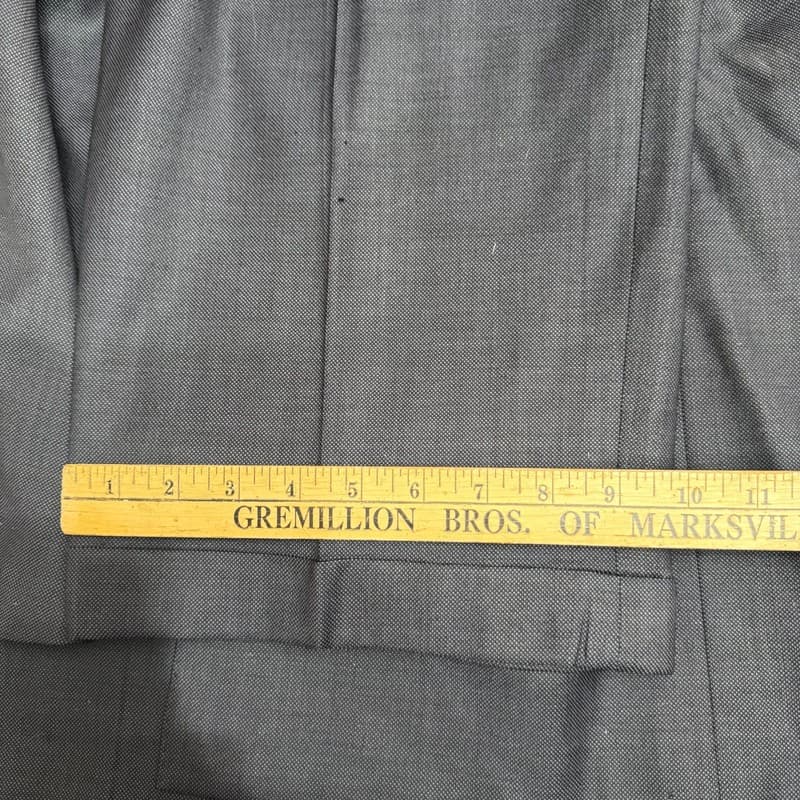 1 2 3 4 5 6 7 8 9 10 11
GREMILLION BROS. OF MARKSVIL